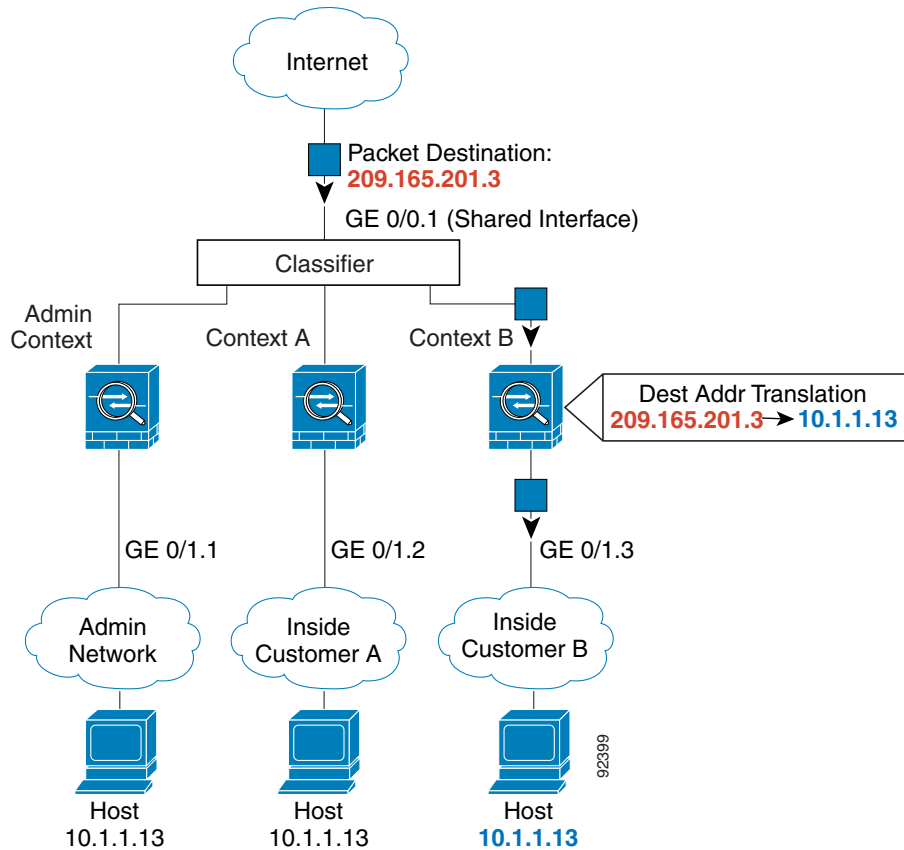 Internet
Packet Destination:
209.165.201.3
GE 0/0.1 (Shared Interface)
Classifier
Admin
Context
Context A
Context B
Dest Addr Translation
209.165.201.3 10.1.1.13
GE 0/1.1
GE 0/1.2
GE 0/1.3
Admin
Network
Inside
Customer A
Inside
Customer B
Host
10.1.1.13
Host
10.1.1.13
Host
10.1.1.13
92399